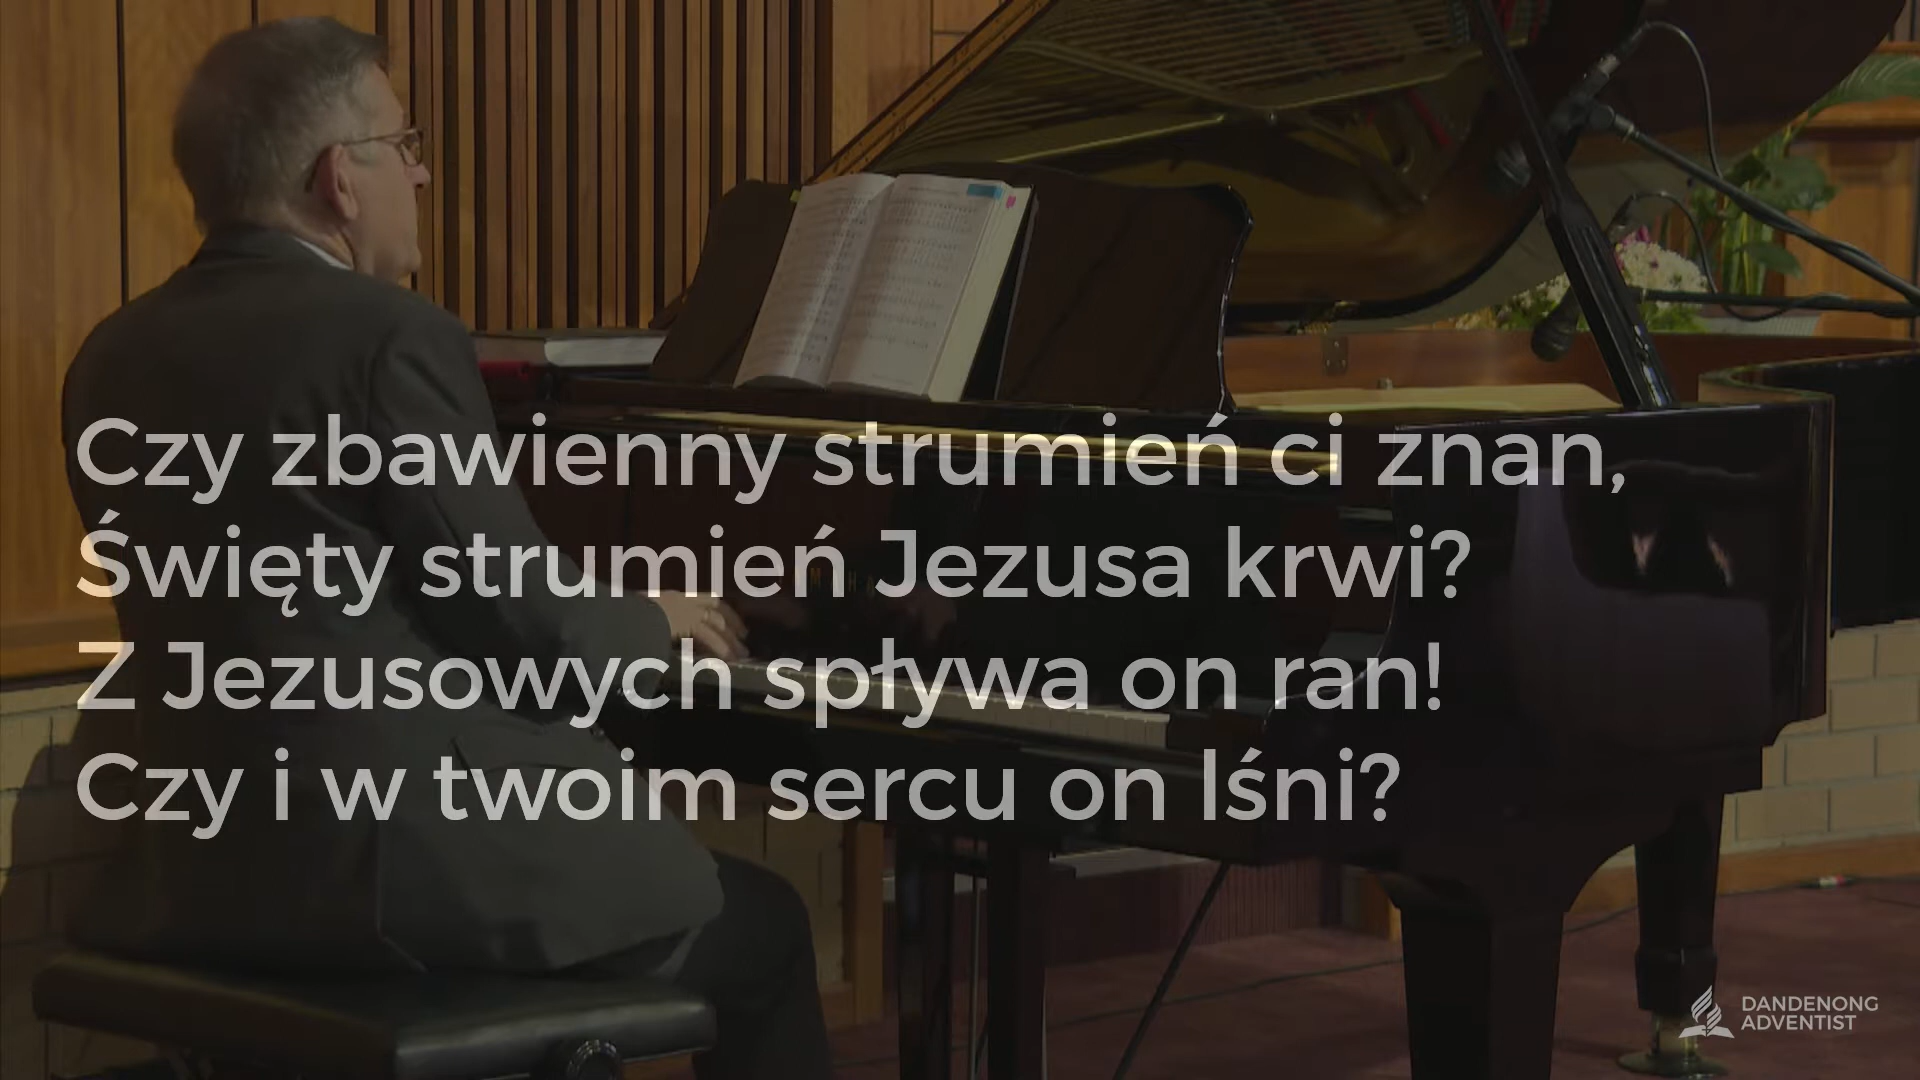 Czy zbawienny strumień ci znan,
Święty strumień Jezusa krwi?
Z Jezusowych spływa on ran!
Czy i w twoim sercu on lśni?
DANDENONG
ADVENTIST